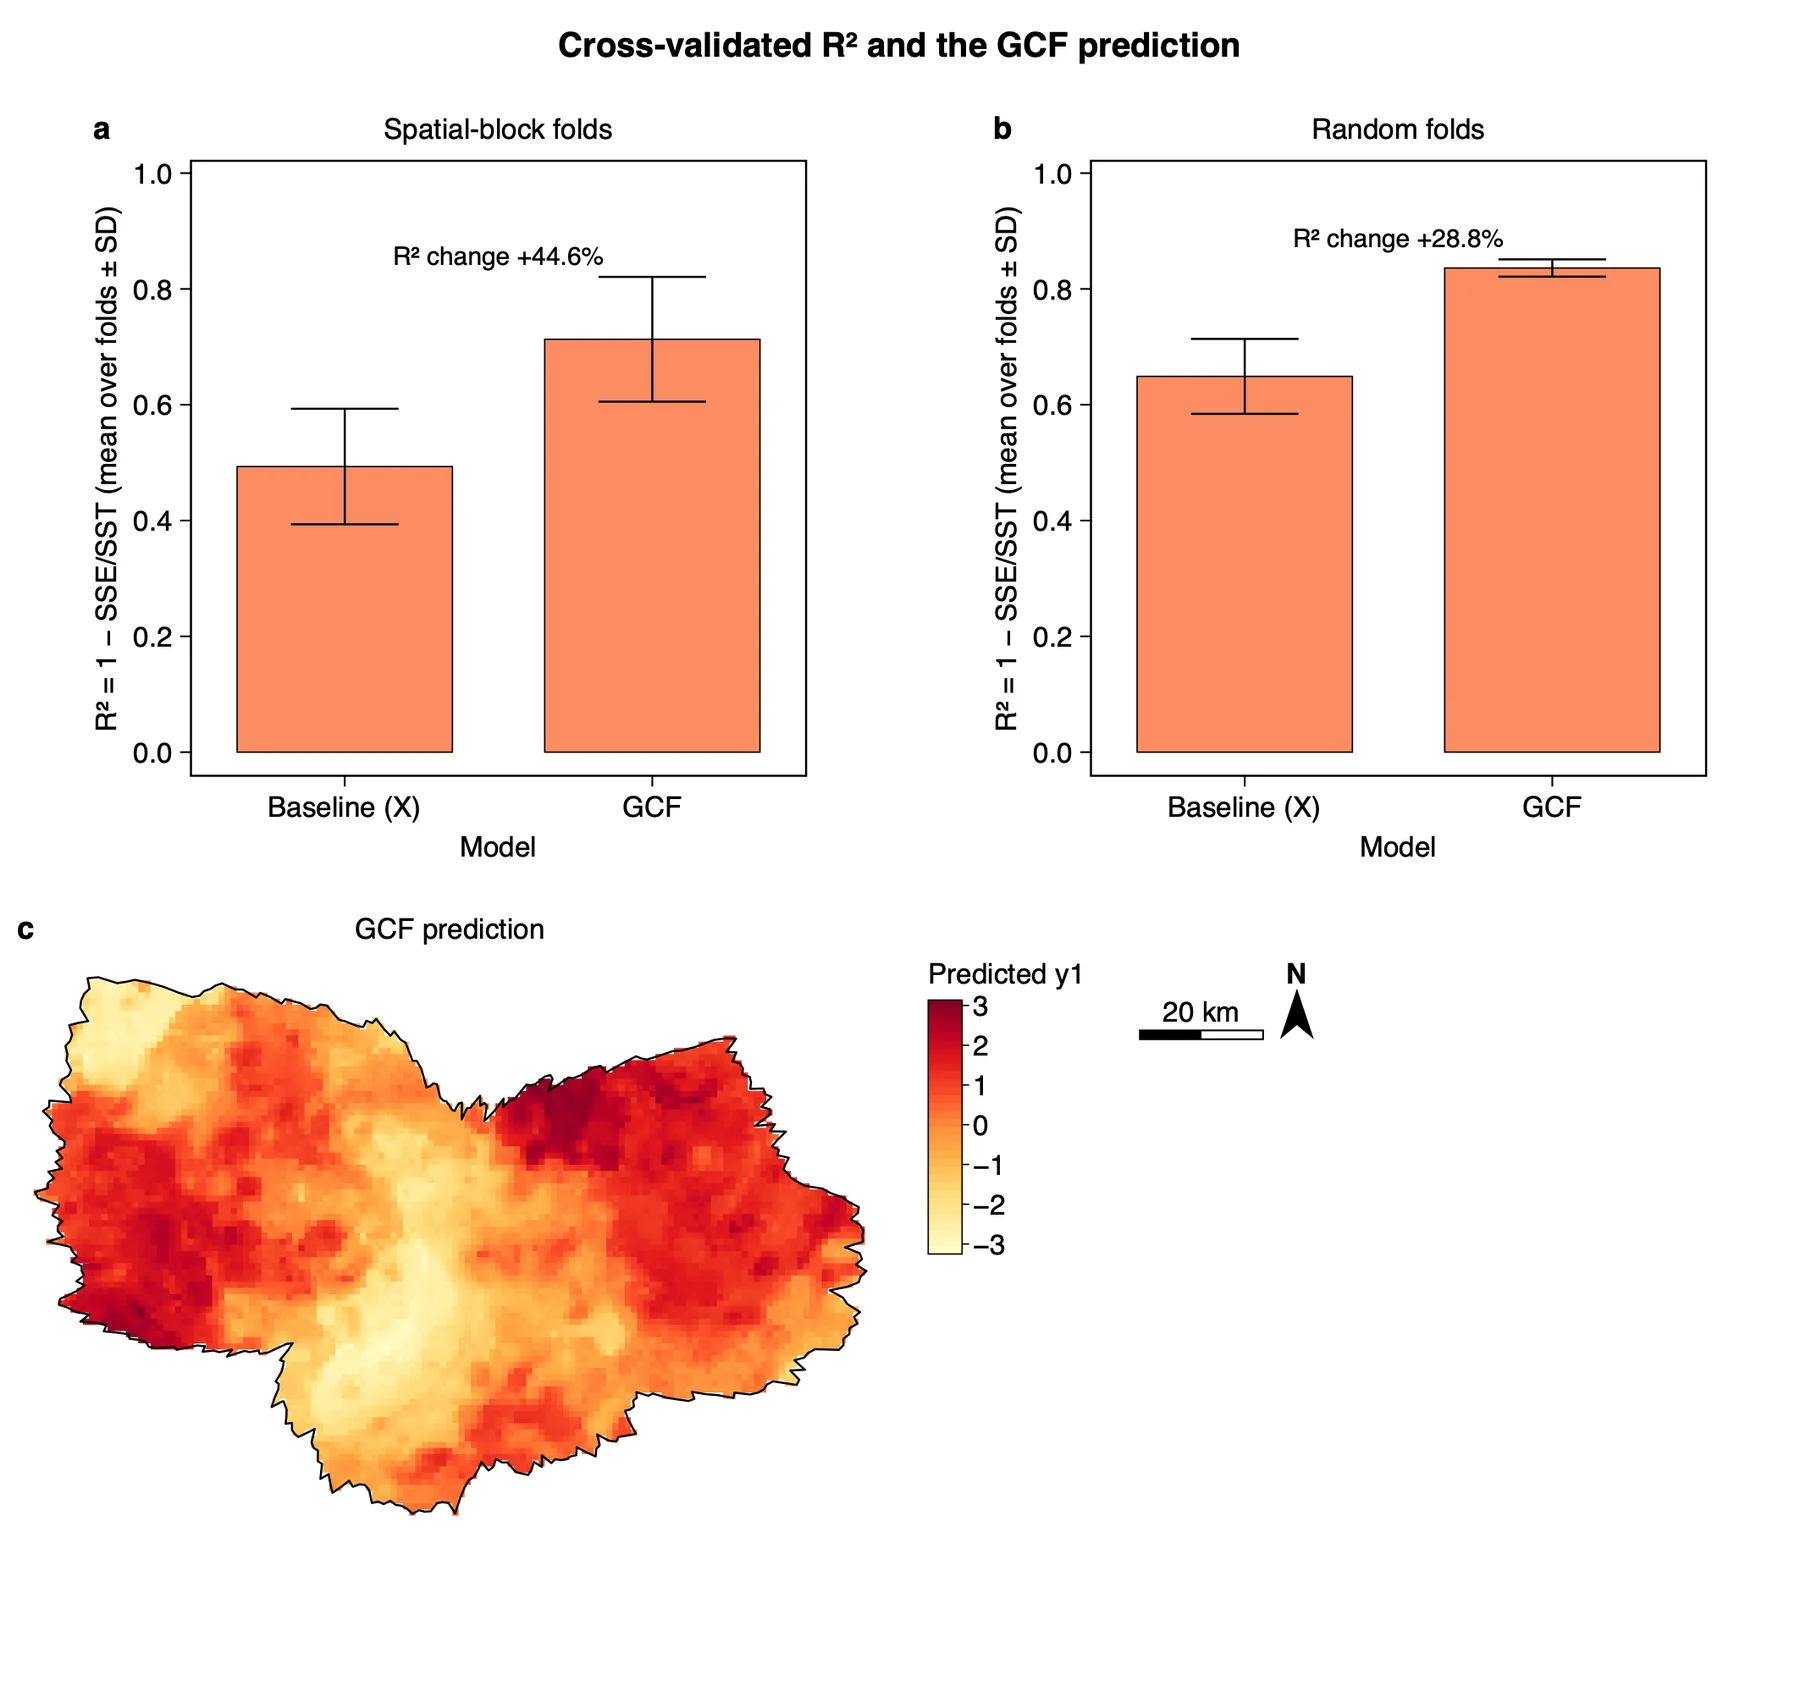 Cross-validated R² and the GCF prediction
a
Spatial-block folds
R² = 1 − SSE/SST (mean over folds ± SD)
1.0
0.8
0.6
0.4
0.2
0.0
R² change +44.6%
Baseline (X)
GCF
Model
b
Random folds
R² = 1 − SSE/SST (mean over folds ± SD)
1.0
0.8
0.6
0.4
0.2
0.0
R² change +28.8%
Baseline (X)
GCF
Model
c
GCF prediction
Predicted y1
3
2
1
0
−1
−2
−3
20 km
N